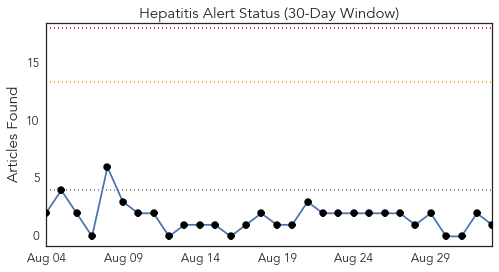 Hepatitis Alert Status (30-Day Window)
Articles Found
15
10
5
0
Aug 04 Aug 09 Aug 14 Aug 19 Aug 24 Aug 29